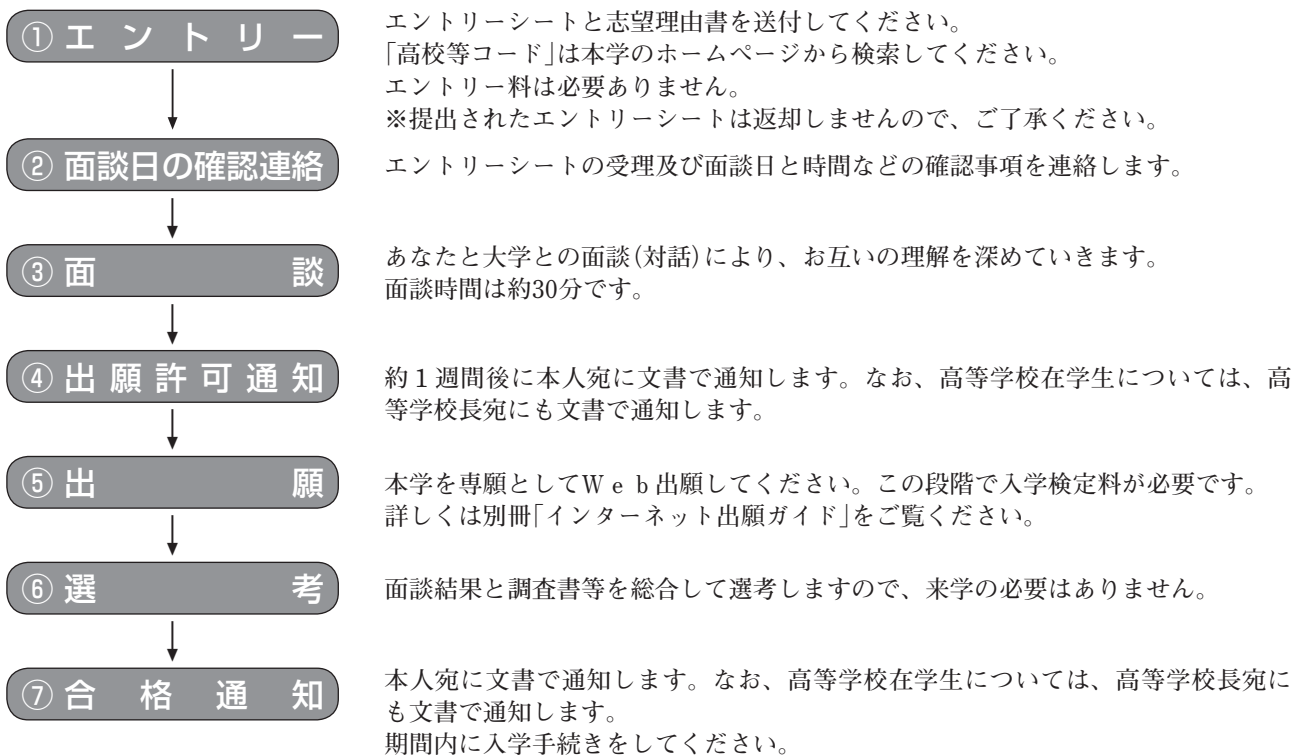 ① エントリー
エントリーシートと志望理由書を送付してください。
「高校等コード」は本学のホームページから検索してください。
エントリー料は必要ありません。
※提出されたエントリーシートは返却しませんので、ご了承ください。
② 面談日の確認連絡
エントリーシートの受理及び面談日と時間などの確認事項を連絡します。
③ 面談
あなたと大学との面談(対話)により、お互いの理解を深めていきます。
面談時間は約30分です。
④ 出願許可通知
約1週間後に本人宛に文書で通知します。なお、高等学校在学生については、高
等学校長宛にも文書で通知します。
⑤ 出願
本学を専願としてWeb出願してください。この段階で入学検定料が必要です。
詳しくは別冊「インターネット出願ガイド」をご覧ください。
⑥ 選考
面談結果と調査書等を総合して選考しますので、来学の必要はありません。
⑦ 合格通知
本人宛に文書で通知します。なお、高等学校在学生については、高等学校長宛に
も文書で通知します。
期間内に入学手続きをしてください。